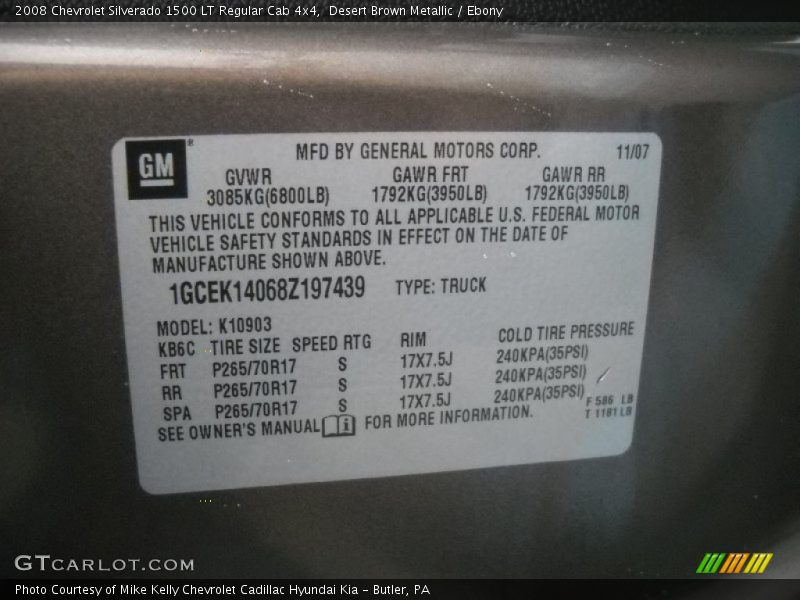 2008 Chevrolet Silverado 1500 LT Regular Cab 4x4, Desert Brown Metallic / Ebony
GM®
MFD BY GENERAL MOTORS CORP. 11/07
GVWR GAWR FRT GAWR RR
3085KG(6800LB) 1792KG(3950LB) 1792KG(3950LB)
THIS VEHICLE CONFORMS TO ALL APPLICABLE U.S. FEDERAL MOTOR
VEHICLE SAFETY STANDARDS IN EFFECT ON THE DATE OF
MANUFACTURE SHOWN ABOVE.
1GCEK14068Z197439 TYPE: TRUCK
MODEL: K10903
KB6C TIRE SIZE SPEED RTG RIM COLD TIRE PRESSURE
FRT P265/70R17 S 17X7.5J 240KPA(35PSI)
RR P265/70R17 S 17X7.5J 240KPA(35PSI)
SPA P265/70R17 S 17X7.5J 240KPA(35PSI)
F 586 LB
T 1181 LB
SEE OWNER'S MANUAL FOR MORE INFORMATION.
GTCARLOT.COM
Photo Courtesy of Mike Kelly Chevrolet Cadillac Hyundai Kia – Butler, PA